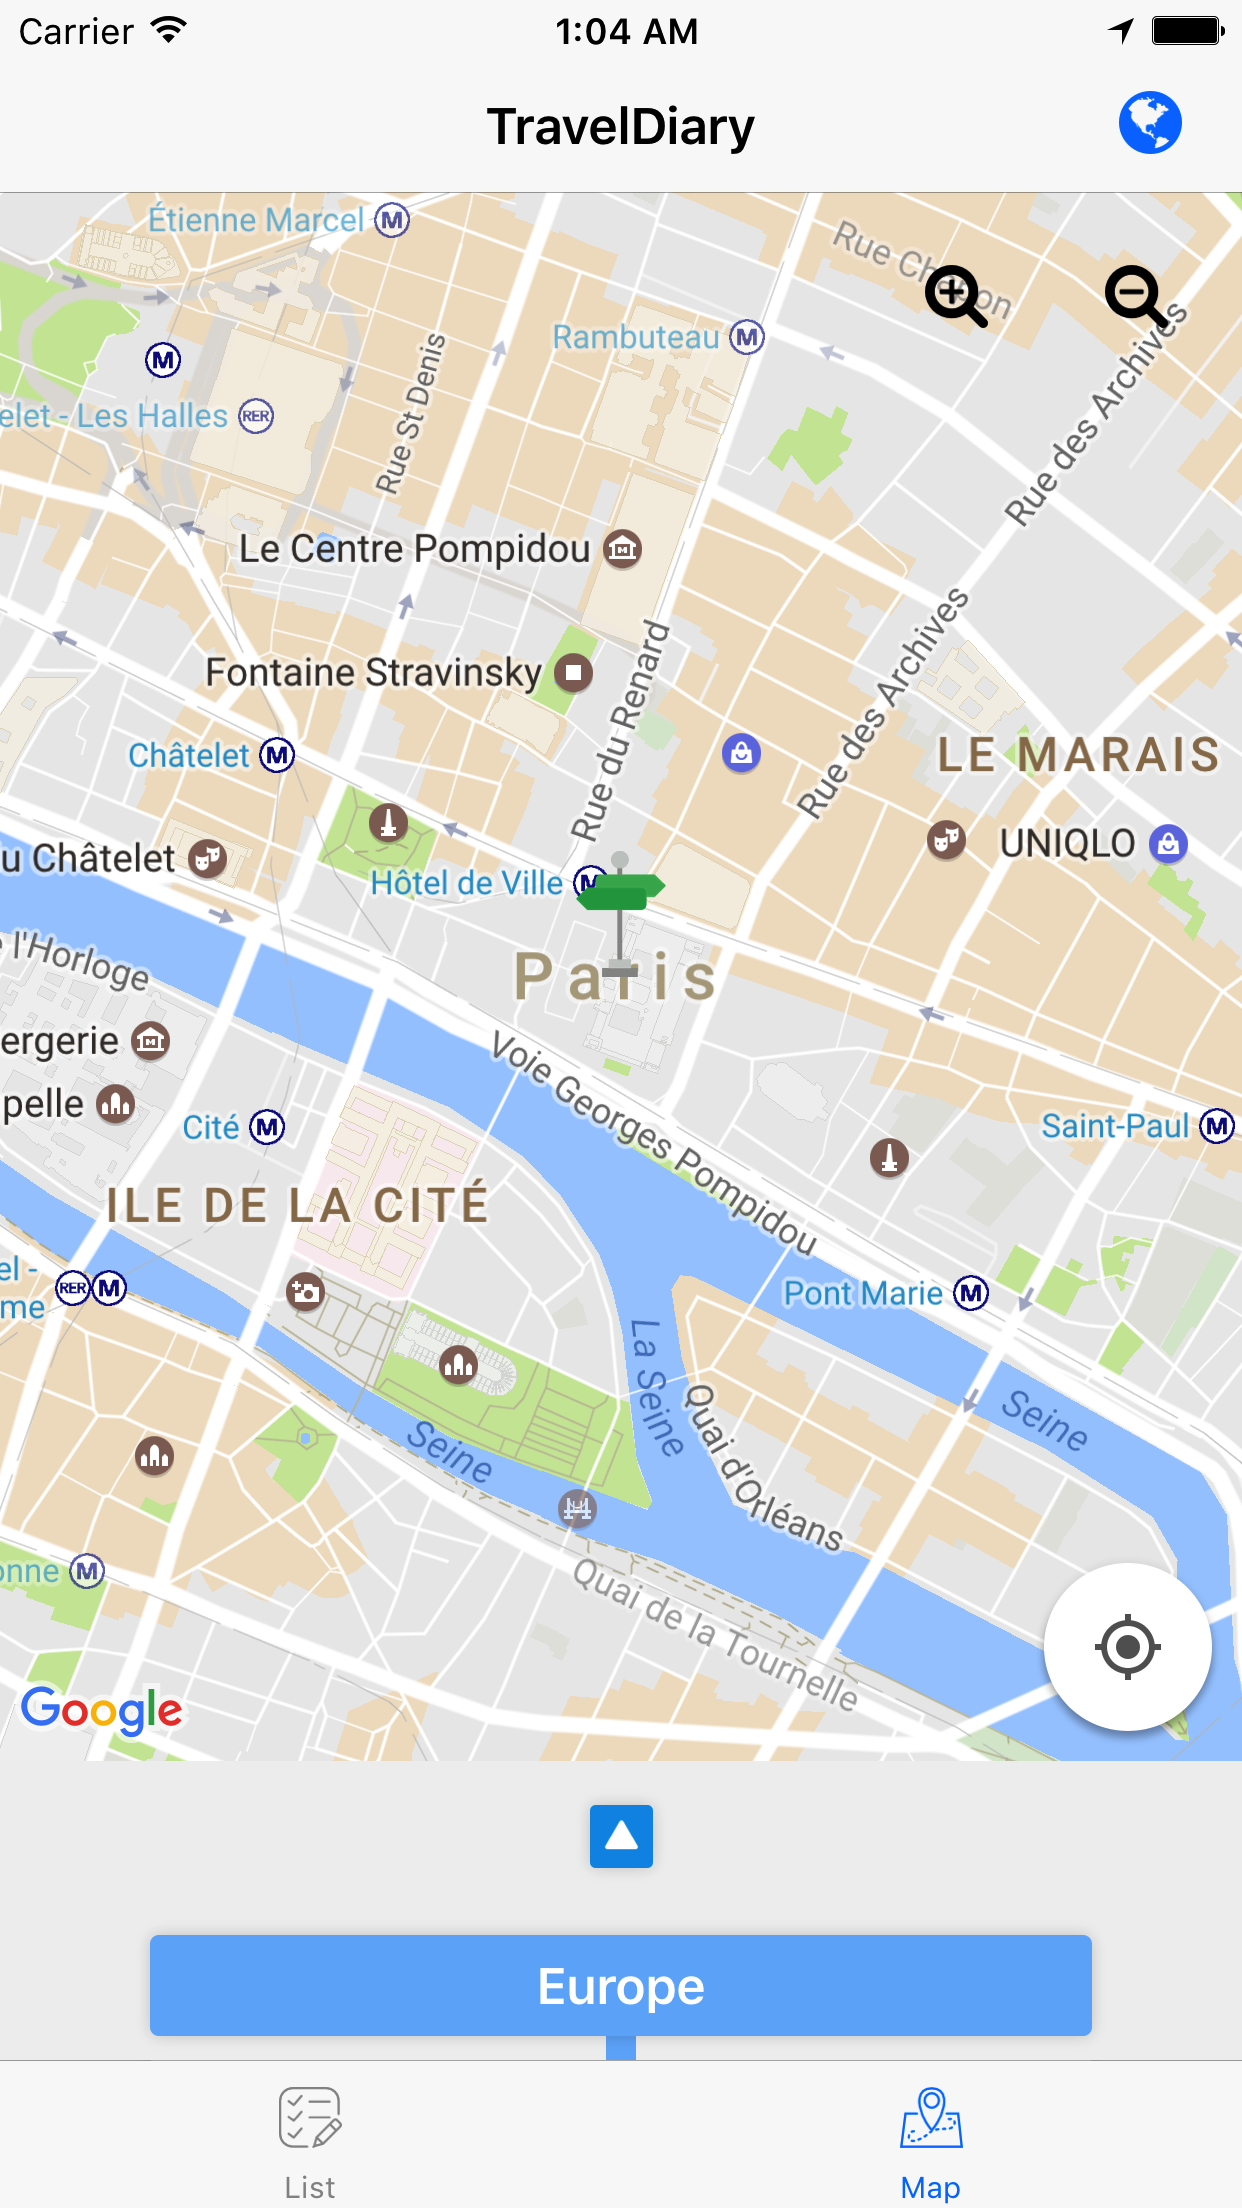 Carrier 1:04 AM
TravelDiary
Étienne Marcel M
Rue Ch
on
Rambuteau M
M
elet - Les Halles RER
Rue St Denis
Rue des Archives
Le Centre Pompidou
Rue des Archives
Fontaine Stravinsky
Rue du Renard
Châtelet M
LE MARAIS
u Châtelet
UNIQLO
Hôtel de Ville M
e l'Horloge
Paris
ergerie
Voie Georges Pompidou
pelle
Cité M
Saint-Paul M
ILE DE LA CITÉ
el -
me RER M
Pont Marie M
La Seine
Quai d'Orléans
Seine
Seine
onne M
Quai de la Tournelle
Google
Europe
List
Map